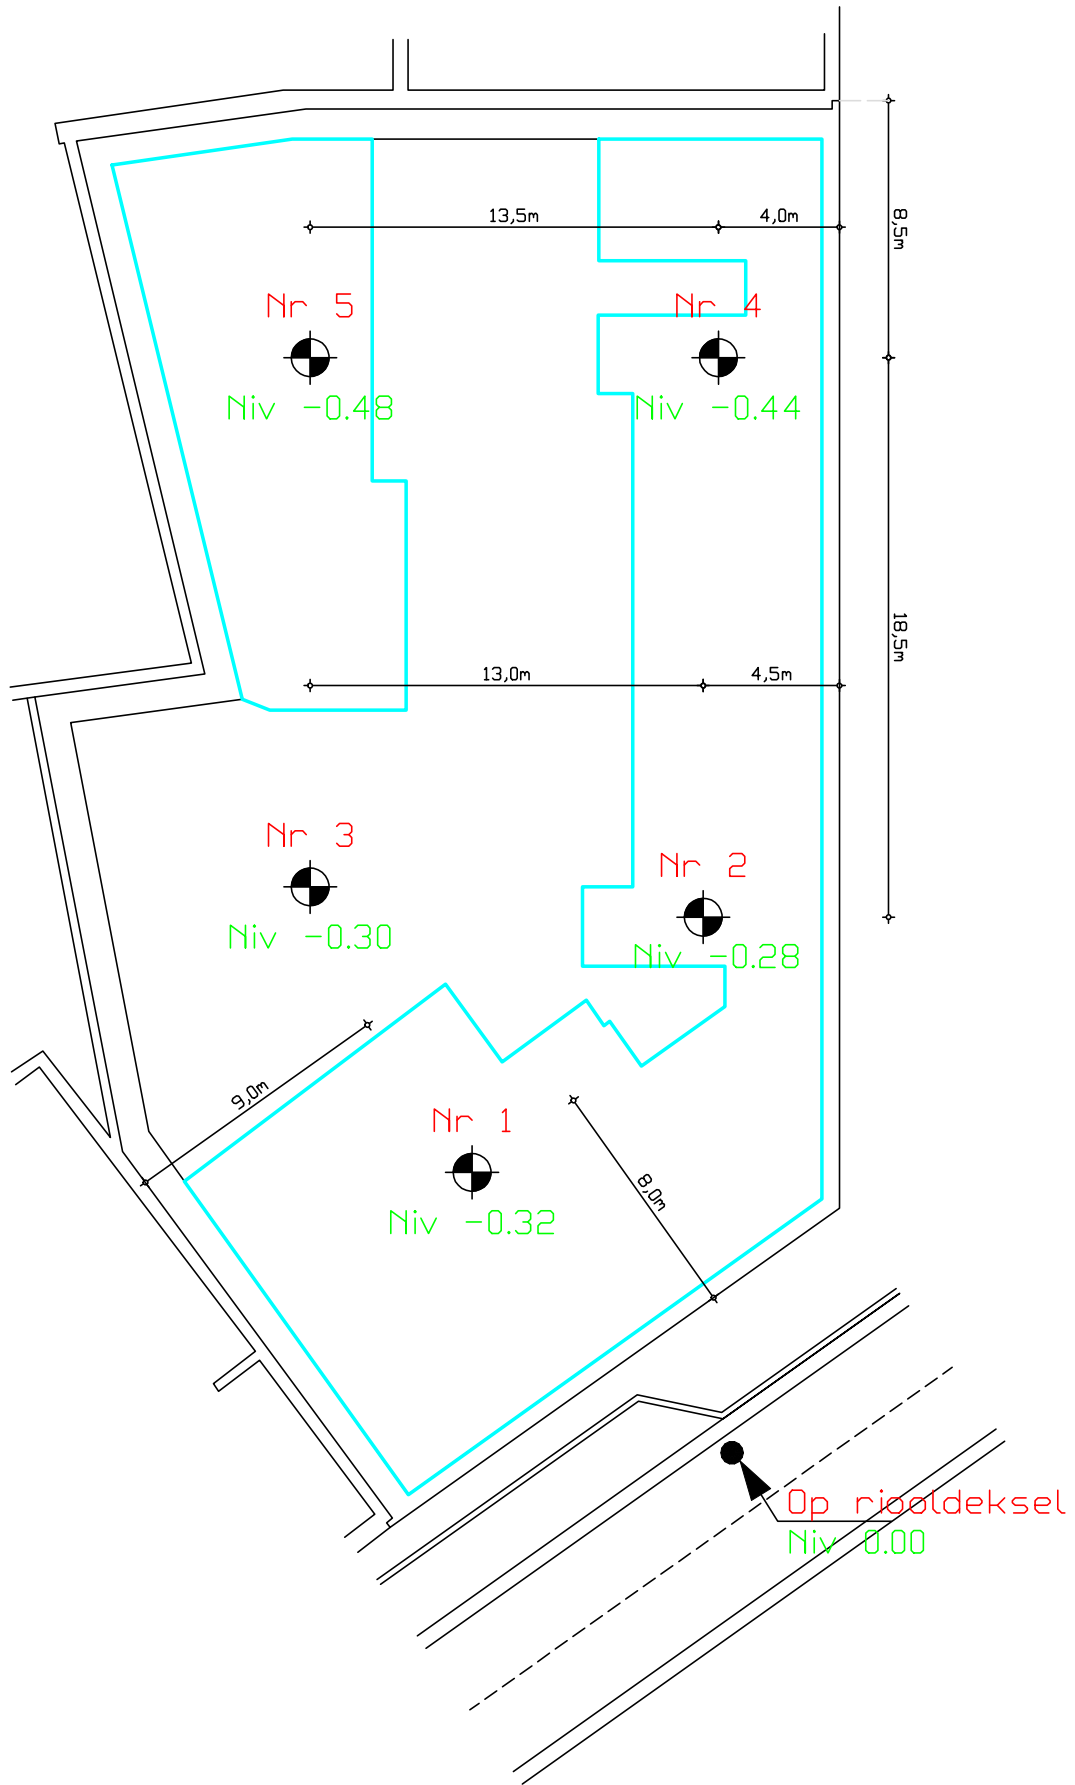 13,5m
4,0m
8,5m
Nr 5
Nr 4
Niv -0.48
Niv -0.44
18,5m
13,0m
4,5m
Nr 3
Nr 2
Niv -0.30
Niv -0.28
9,0m
Nr 1
8,0m
Niv -0.32
Op riooldeksel
Niv 0.00